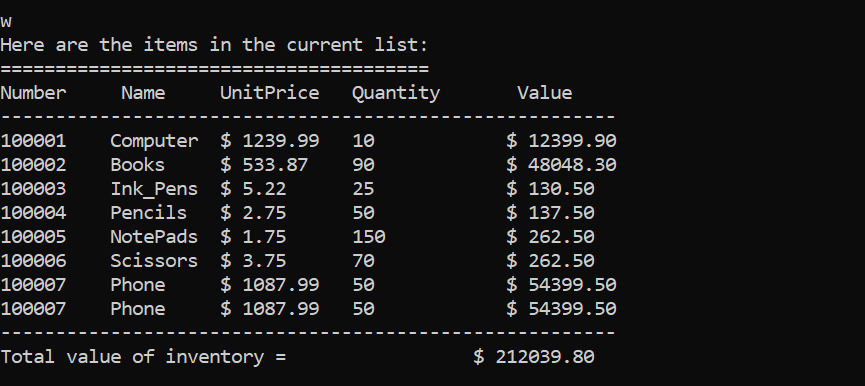 w
Here are the items in the current list:
=======================================
Number     Name     UnitPrice   Quantity       Value
--------------------------------------------------------
100001    Computer  $ 1239.99   10            $ 12399.90
100002    Books     $ 533.87    90            $ 48048.30
100003    Ink_Pens  $ 5.22      25            $ 130.50
100004    Pencils   $ 2.75      50            $ 137.50
100005    NotePads  $ 1.75      150           $ 262.50
100006    Scissors  $ 3.75      70            $ 262.50
100007    Phone     $ 1087.99   50            $ 54399.50
100007    Phone     $ 1087.99   50            $ 54399.50
--------------------------------------------------------
Total value of inventory =                 $ 212039.80